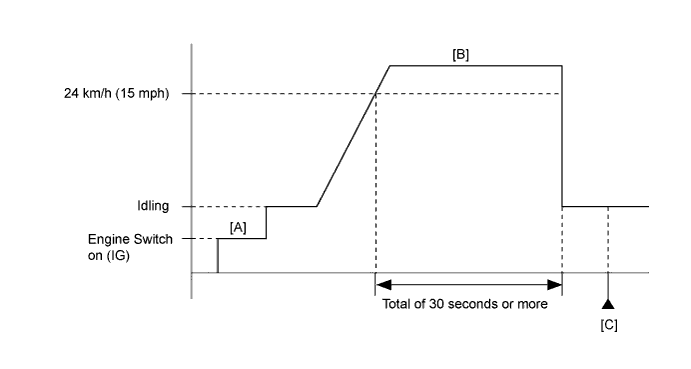 [B]
24 km/h (15 mph)
Idling
[A]
Engine Switch
on (IG)
Total of 30 seconds or more
[C]